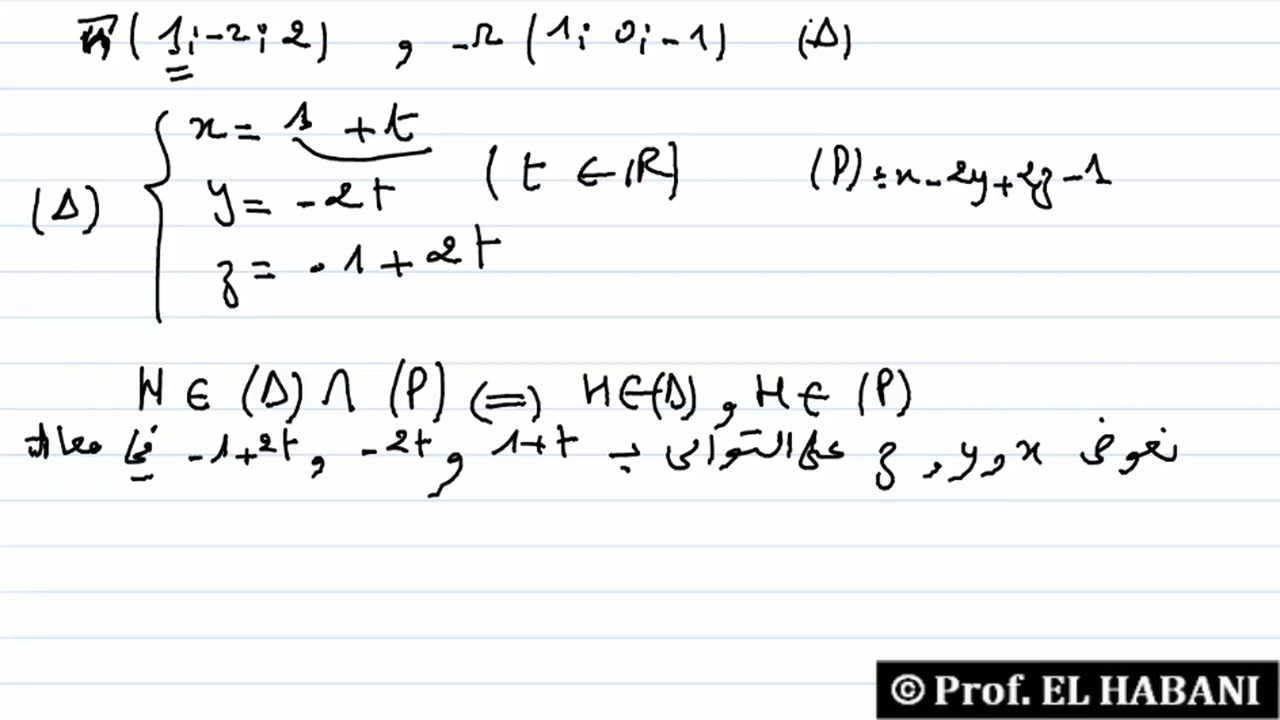 n⃗ ( 1 ; -2 ; 2 ) , Ω ( 1 ; 0 ; -1 ) (Δ)
x = 1 + t
(Δ) y = -2t ( t ∈ ℝ ) (P) : x - 2y + 2z - 1
z = -1 + 2t
H ∈ (Δ) ∩ (P) ⇔ H ∈ (Δ) , H ∈ (P)
نعوض x و y و z على التوالي ب 1+t و -2t و -1+2t في
© Prof. EL HABANI